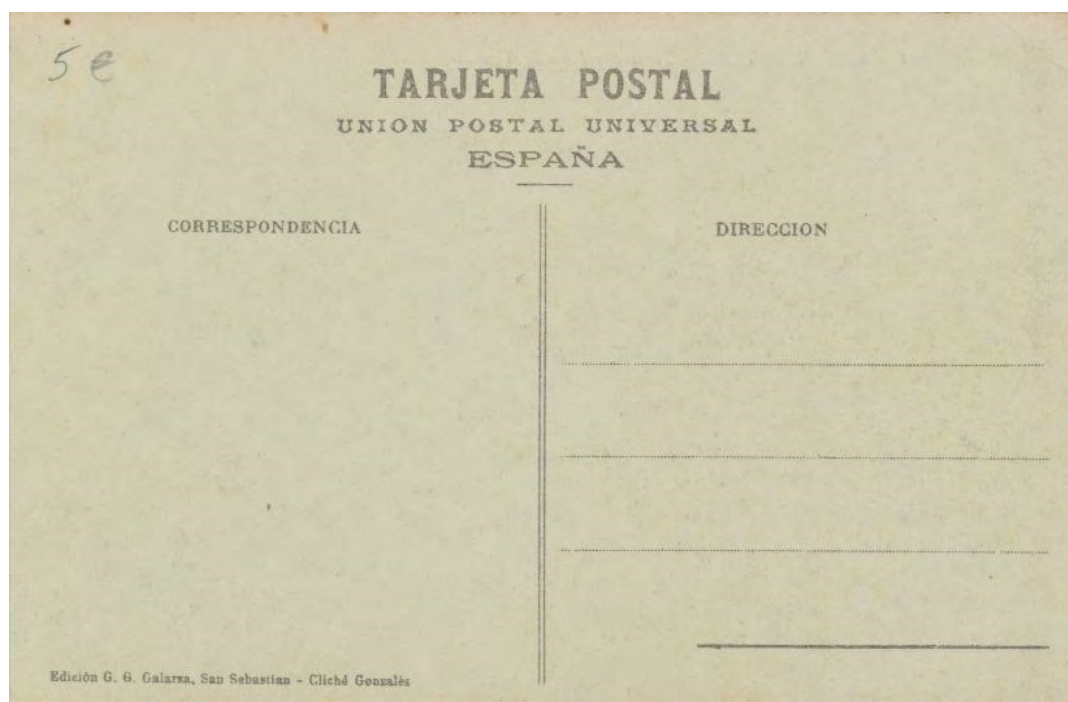 5 €
TARJETA POSTAL
UNION POSTAL UNIVERSAL
ESPAÑA
CORRESPONDENCIA
DIRECCION
Edición G. G. Galarza, San Sebastian - Cliché Gonzalès